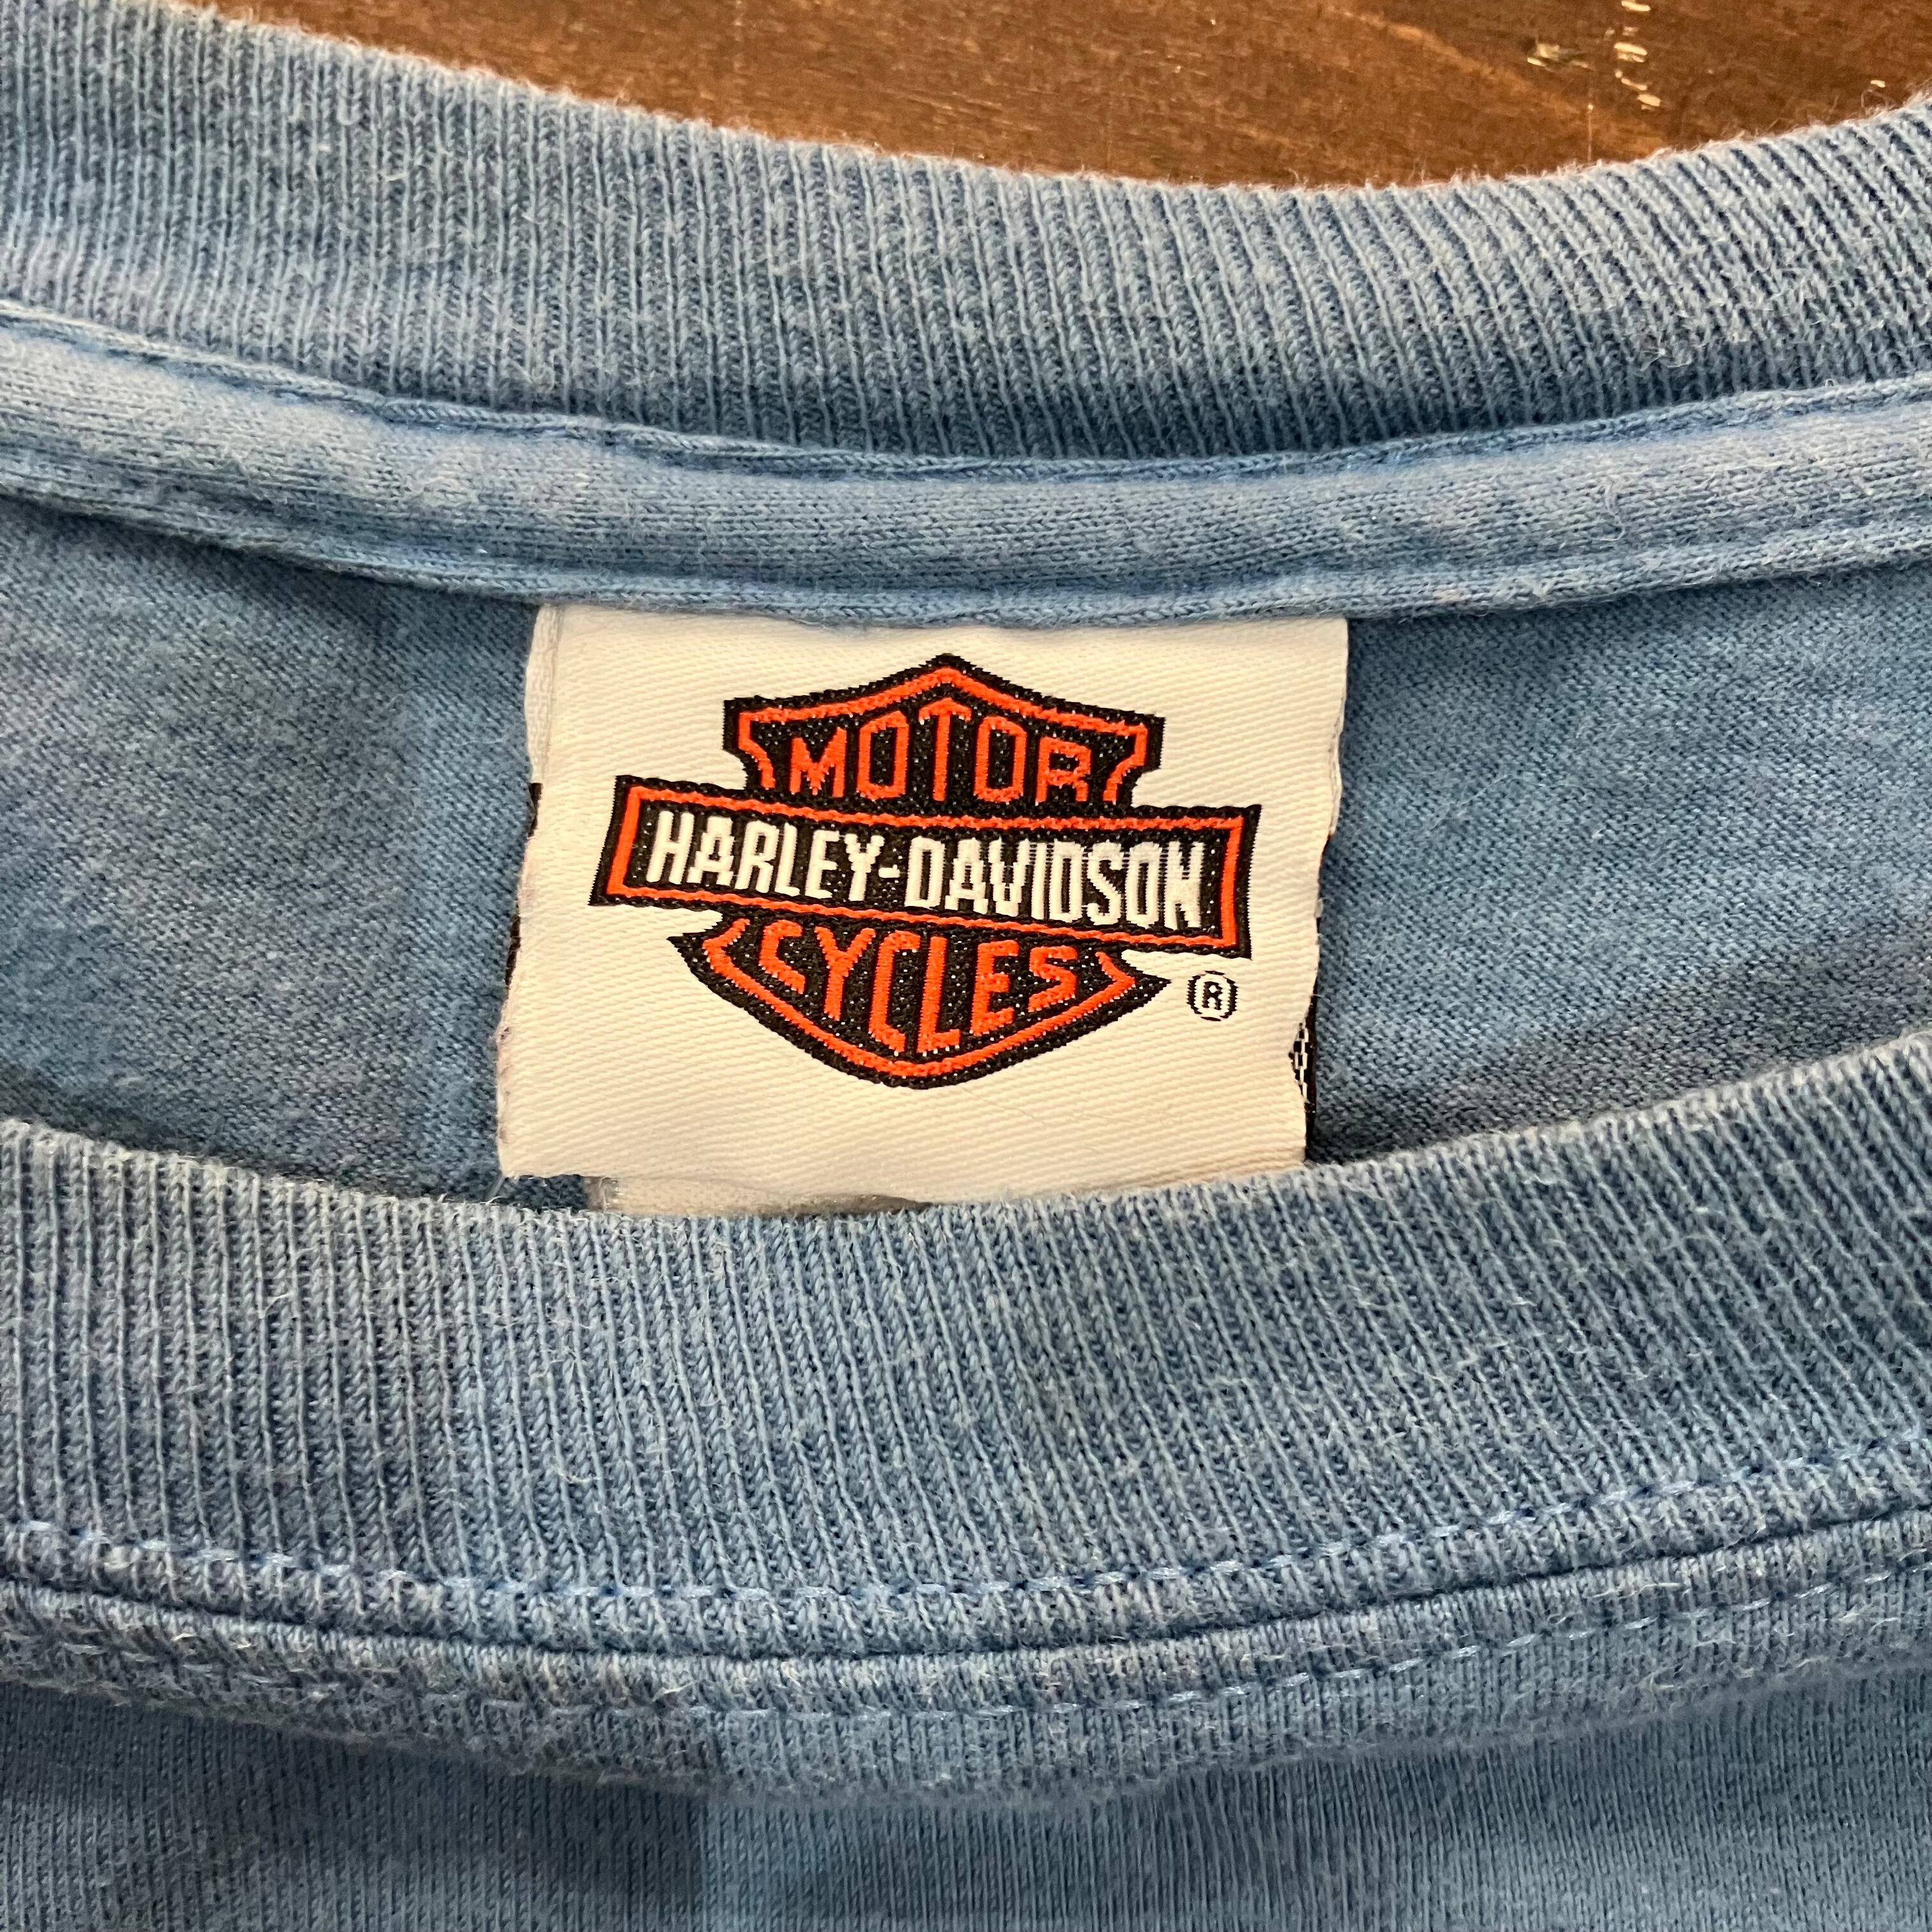 MOTOR
HARLEY-DAVIDSON
CYCLES
®